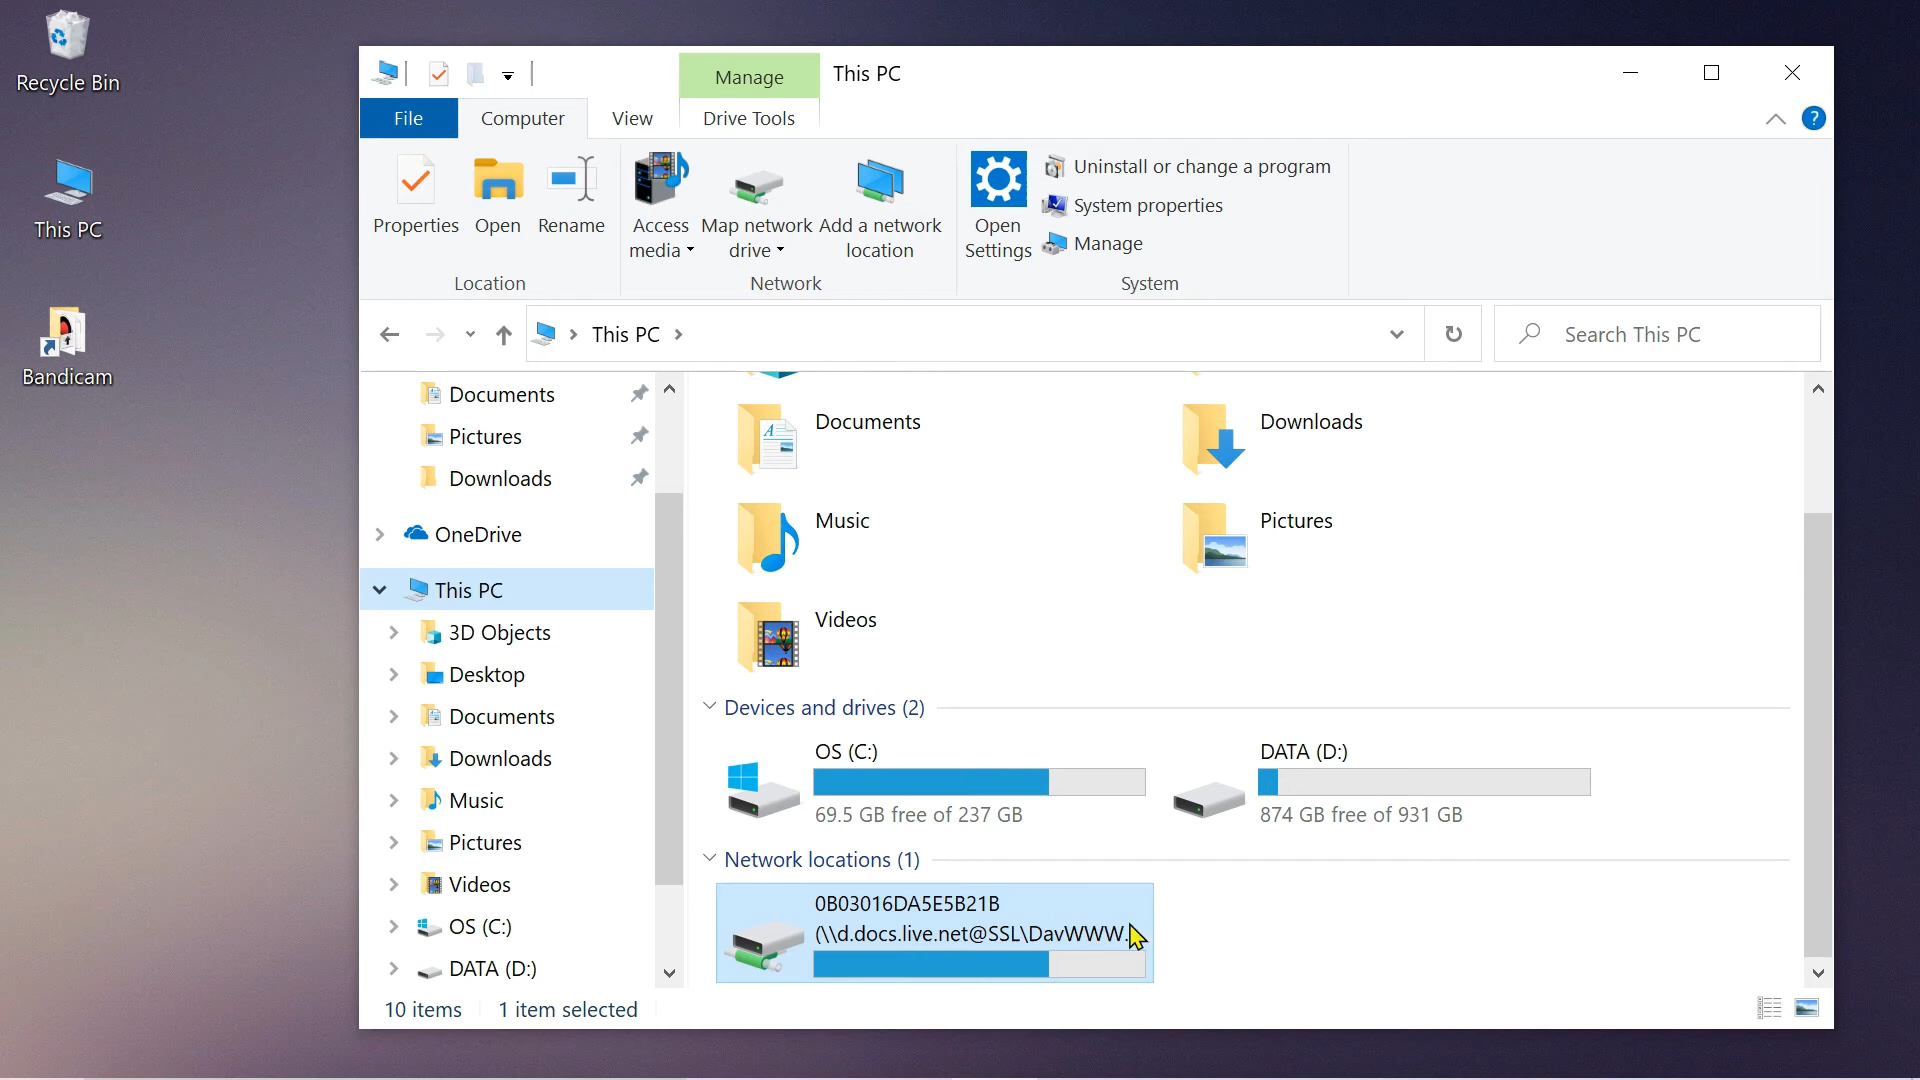 Recycle Bin
This PC
Bandicam
Manage
This PC
File
Computer
View
Drive Tools
?
Properties
Open
Rename
Access
media
Map network
drive
Add a network
location
Open
Settings
Uninstall or change a program
System properties
Manage
Location
Network
System
This PC
Search This PC
Documents
Pictures
Downloads
OneDrive
This PC
3D Objects
Desktop
Documents
Downloads
Music
Pictures
Videos
OS (C:)
DATA (D:)
Documents
Downloads
Music
Pictures
Videos
Devices and drives (2)
OS (C:)
69.5 GB free of 237 GB
DATA (D:)
874 GB free of 931 GB
Network locations (1)
0B03016DA5E5B21B
(\\d.docs.live.net@SSL\DavWWW.
10 items
1 item selected